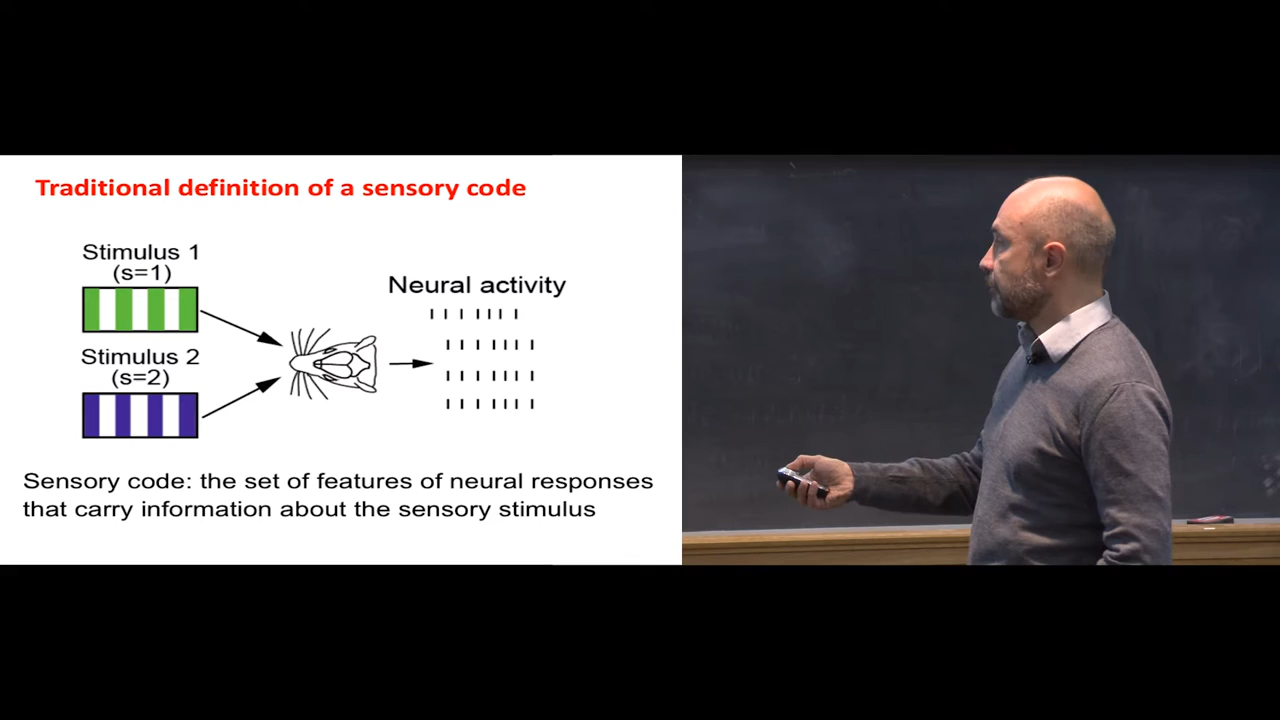 Traditional definition of a sensory code
Stimulus 1
(s=1)
Neural activity
Stimulus 2
(s=2)
Sensory code: the set of features of neural responses
that carry information about the sensory stimulus